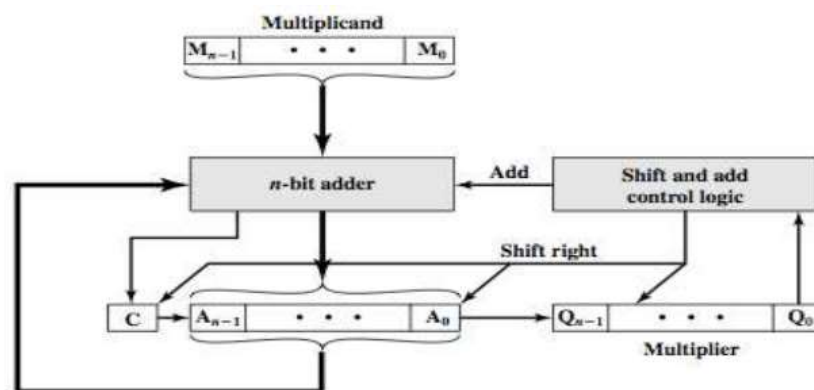 Multiplicand
Mn−1 • • • M0
n-bit adder
Add
Shift and add
control logic
Shift right
C
An−1 • • • A0
Qn−1 • • • Q0
Multiplier